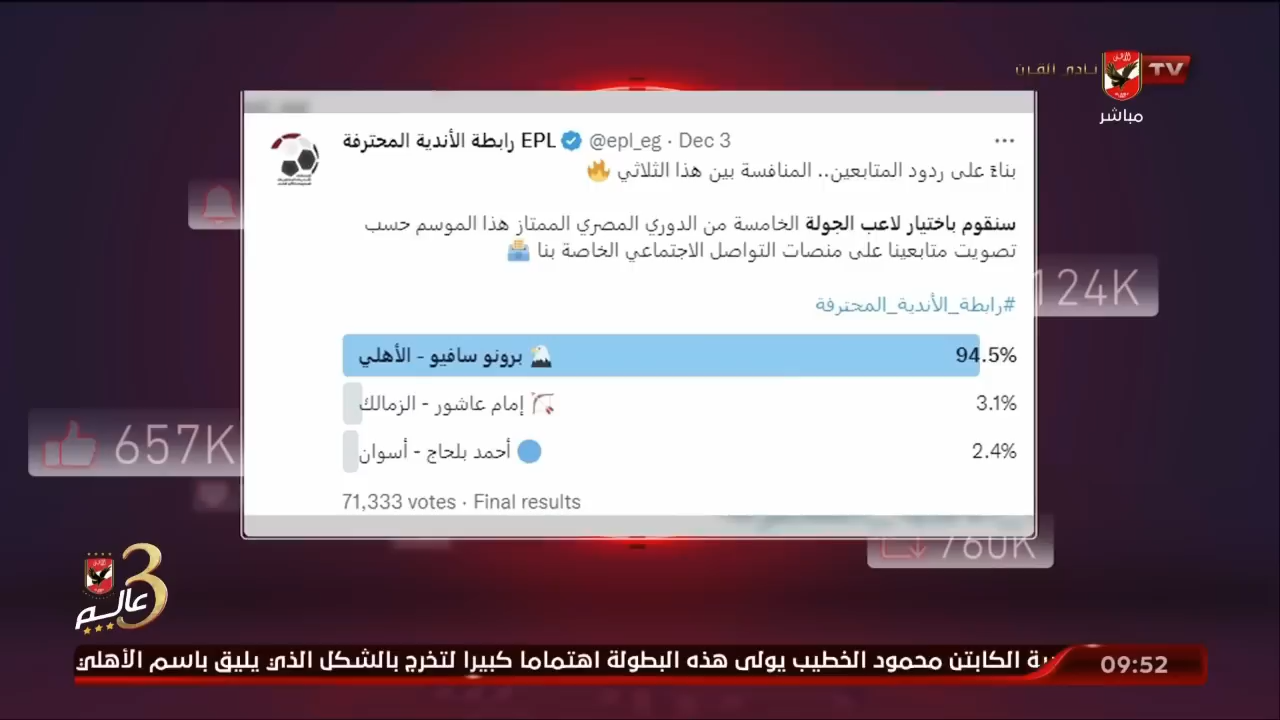 نادي القرن
TV
مباشر
رابطة الأندية المحترفة EPL @epl_eg · Dec 3
بناءً على ردود المتابعين.. المنافسة بين هذا الثلاثي 🔥
سنقوم باختيار لاعب الجولة الخامسة من الدوري المصري الممتاز هذا الموسم حسب
تصويت متابعينا على منصات التواصل الاجتماعي الخاصة بنا 🗳️
#رابطة_الأندية_المحترفة
🦅 برونو سافيو - الأهلي 94.5%
🏹 إمام عاشور - الزمالك 3.1%
🔵 أحمد بلحاج - أسوان 2.4%
71,333 votes · Final results
124K
657K
760K
3 عالم
ية الكابتن محمود الخطيب يولى هذه البطولة اهتماما كبيرا لتخرج بالشكل الذي يليق باسم الأهلي
09:52